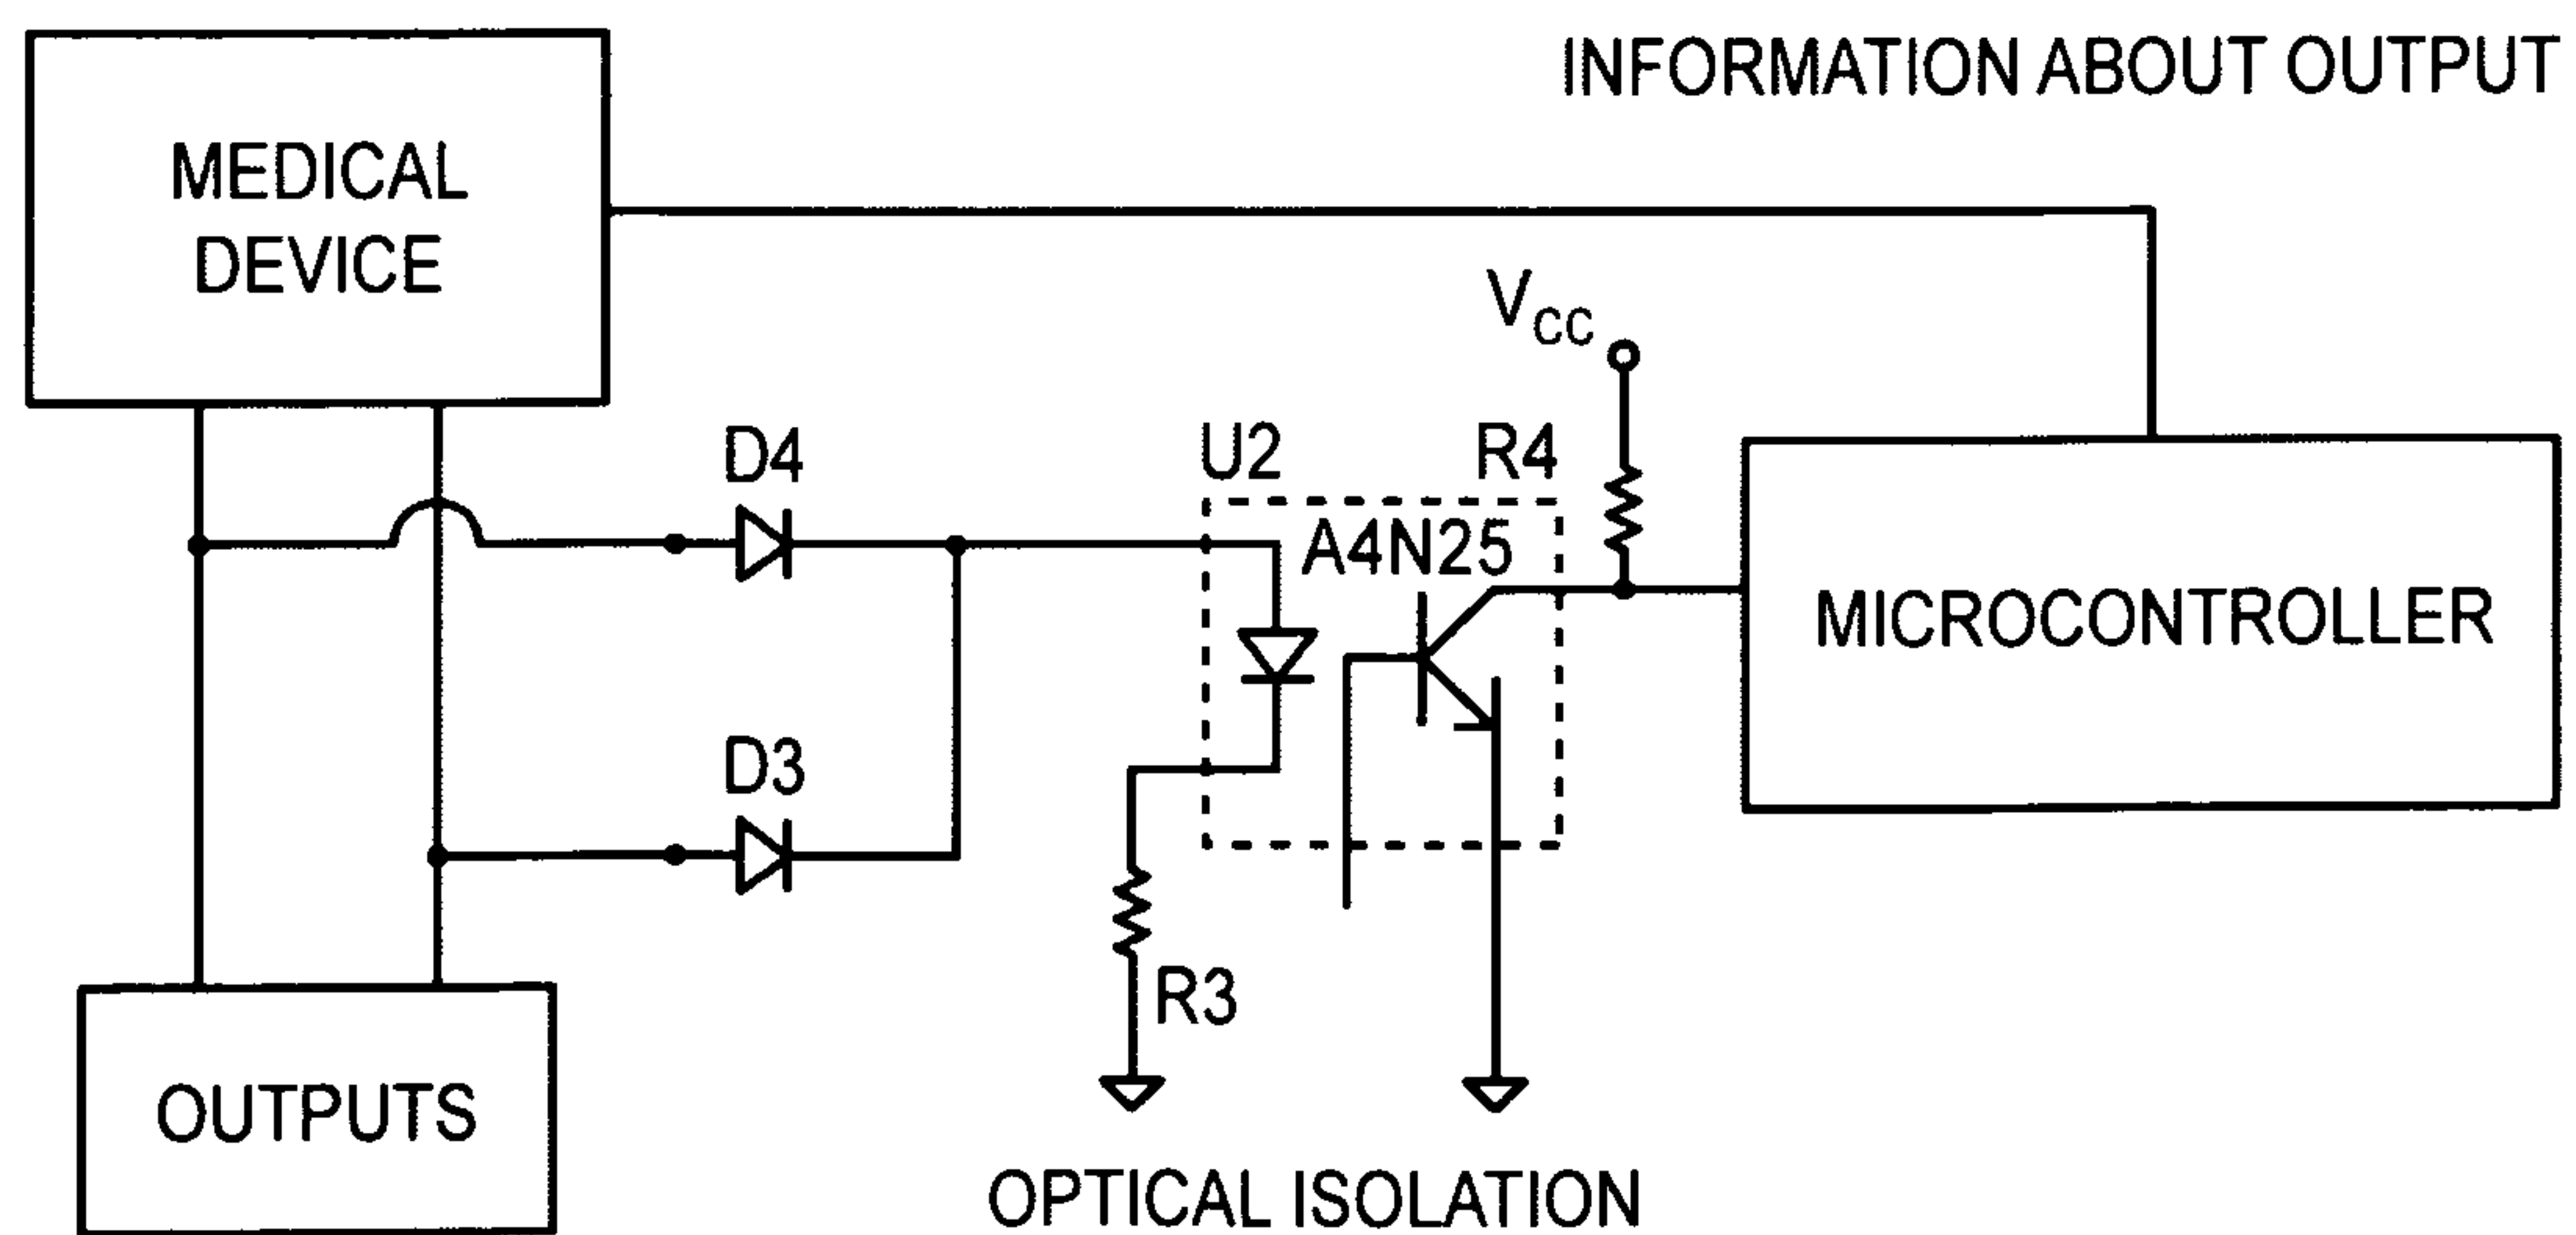 INFORMATION ABOUT OUTPUT
MEDICAL
DEVICE
VCC
D4
U2
R4
A4N25
MICROCONTROLLER
D3
R3
OUTPUTS
OPTICAL ISOLATION